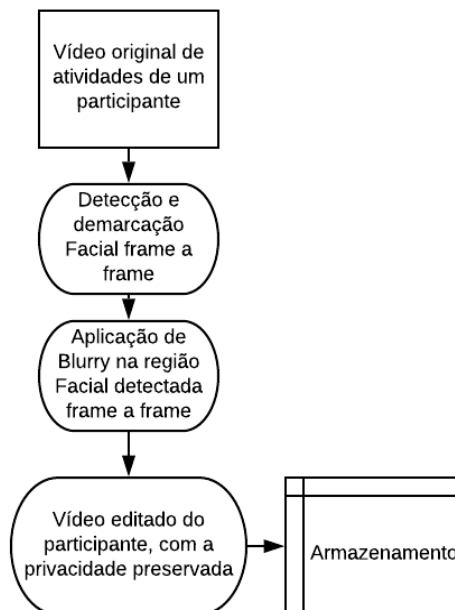 Vídeo original de
atividades de um
participante
Detecção e
demarcação
Facial frame a
frame
Aplicação de
Blurry na região
Facial detectada
frame a frame
Vídeo editado do
participante, com a
privacidade preservada
Armazenamento